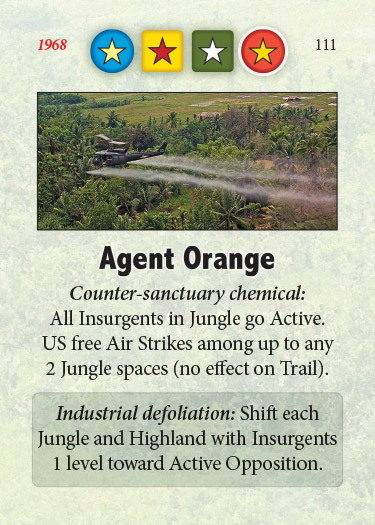 1968
111
Agent Orange
Counter-sanctuary chemical:
All Insurgents in Jungle go Active.
US free Air Strikes among up to any
2 Jungle spaces (no effect on Trail).
Industrial defoliation: Shift each
Jungle and Highland with Insurgents
1 level toward Active Opposition.